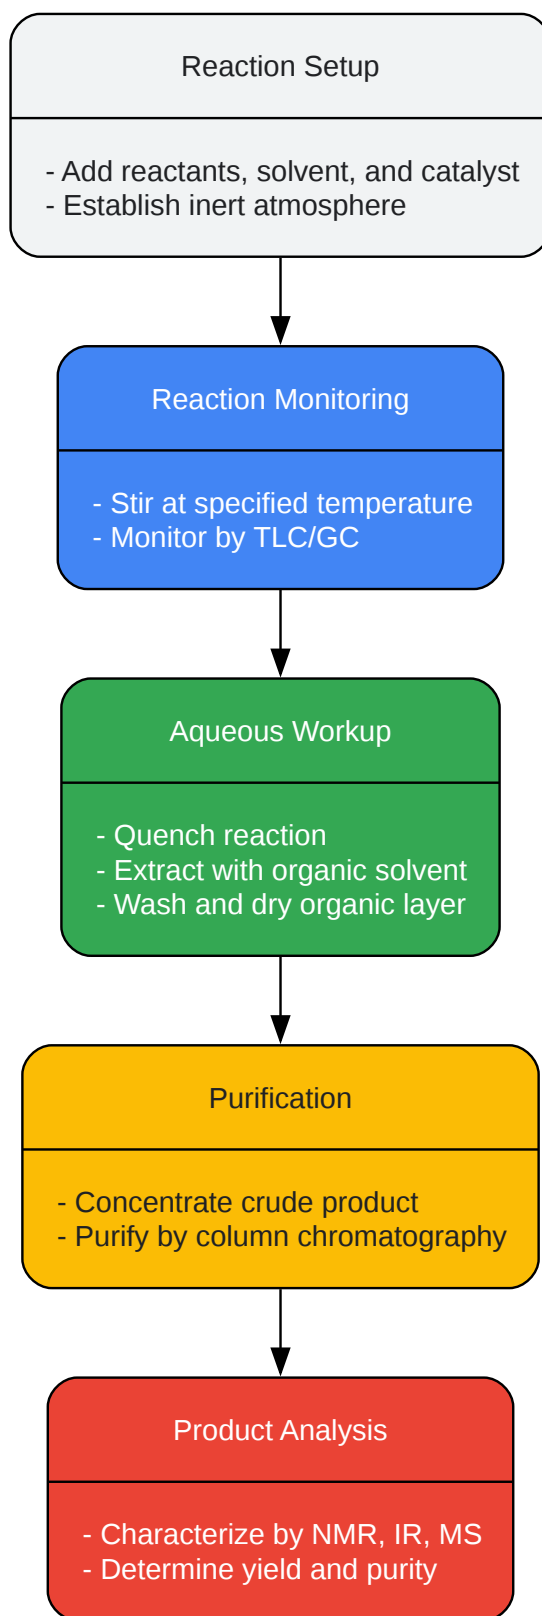 Reaction Setup
- Add reactants, solvent, and catalyst
- Establish inert atmosphere
Reaction Monitoring
- Stir at specified temperature
- Monitor by TLC/GC
Aqueous Workup
- Quench reaction
- Extract with organic solvent
- Wash and dry organic layer
Purification
- Concentrate crude product
- Purify by column chromatography
Product Analysis
- Characterize by NMR, IR, MS
- Determine yield and purity